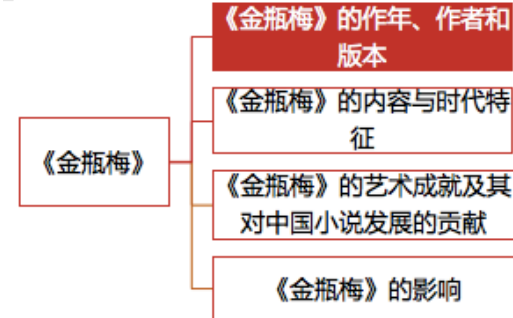 《金瓶梅》的作年、作者和
版本
《金瓶梅》的内容与时代特
征
《金瓶梅》
《金瓶梅》的艺术成就及其
对中国小说发展的贡献
《金瓶梅》的影响